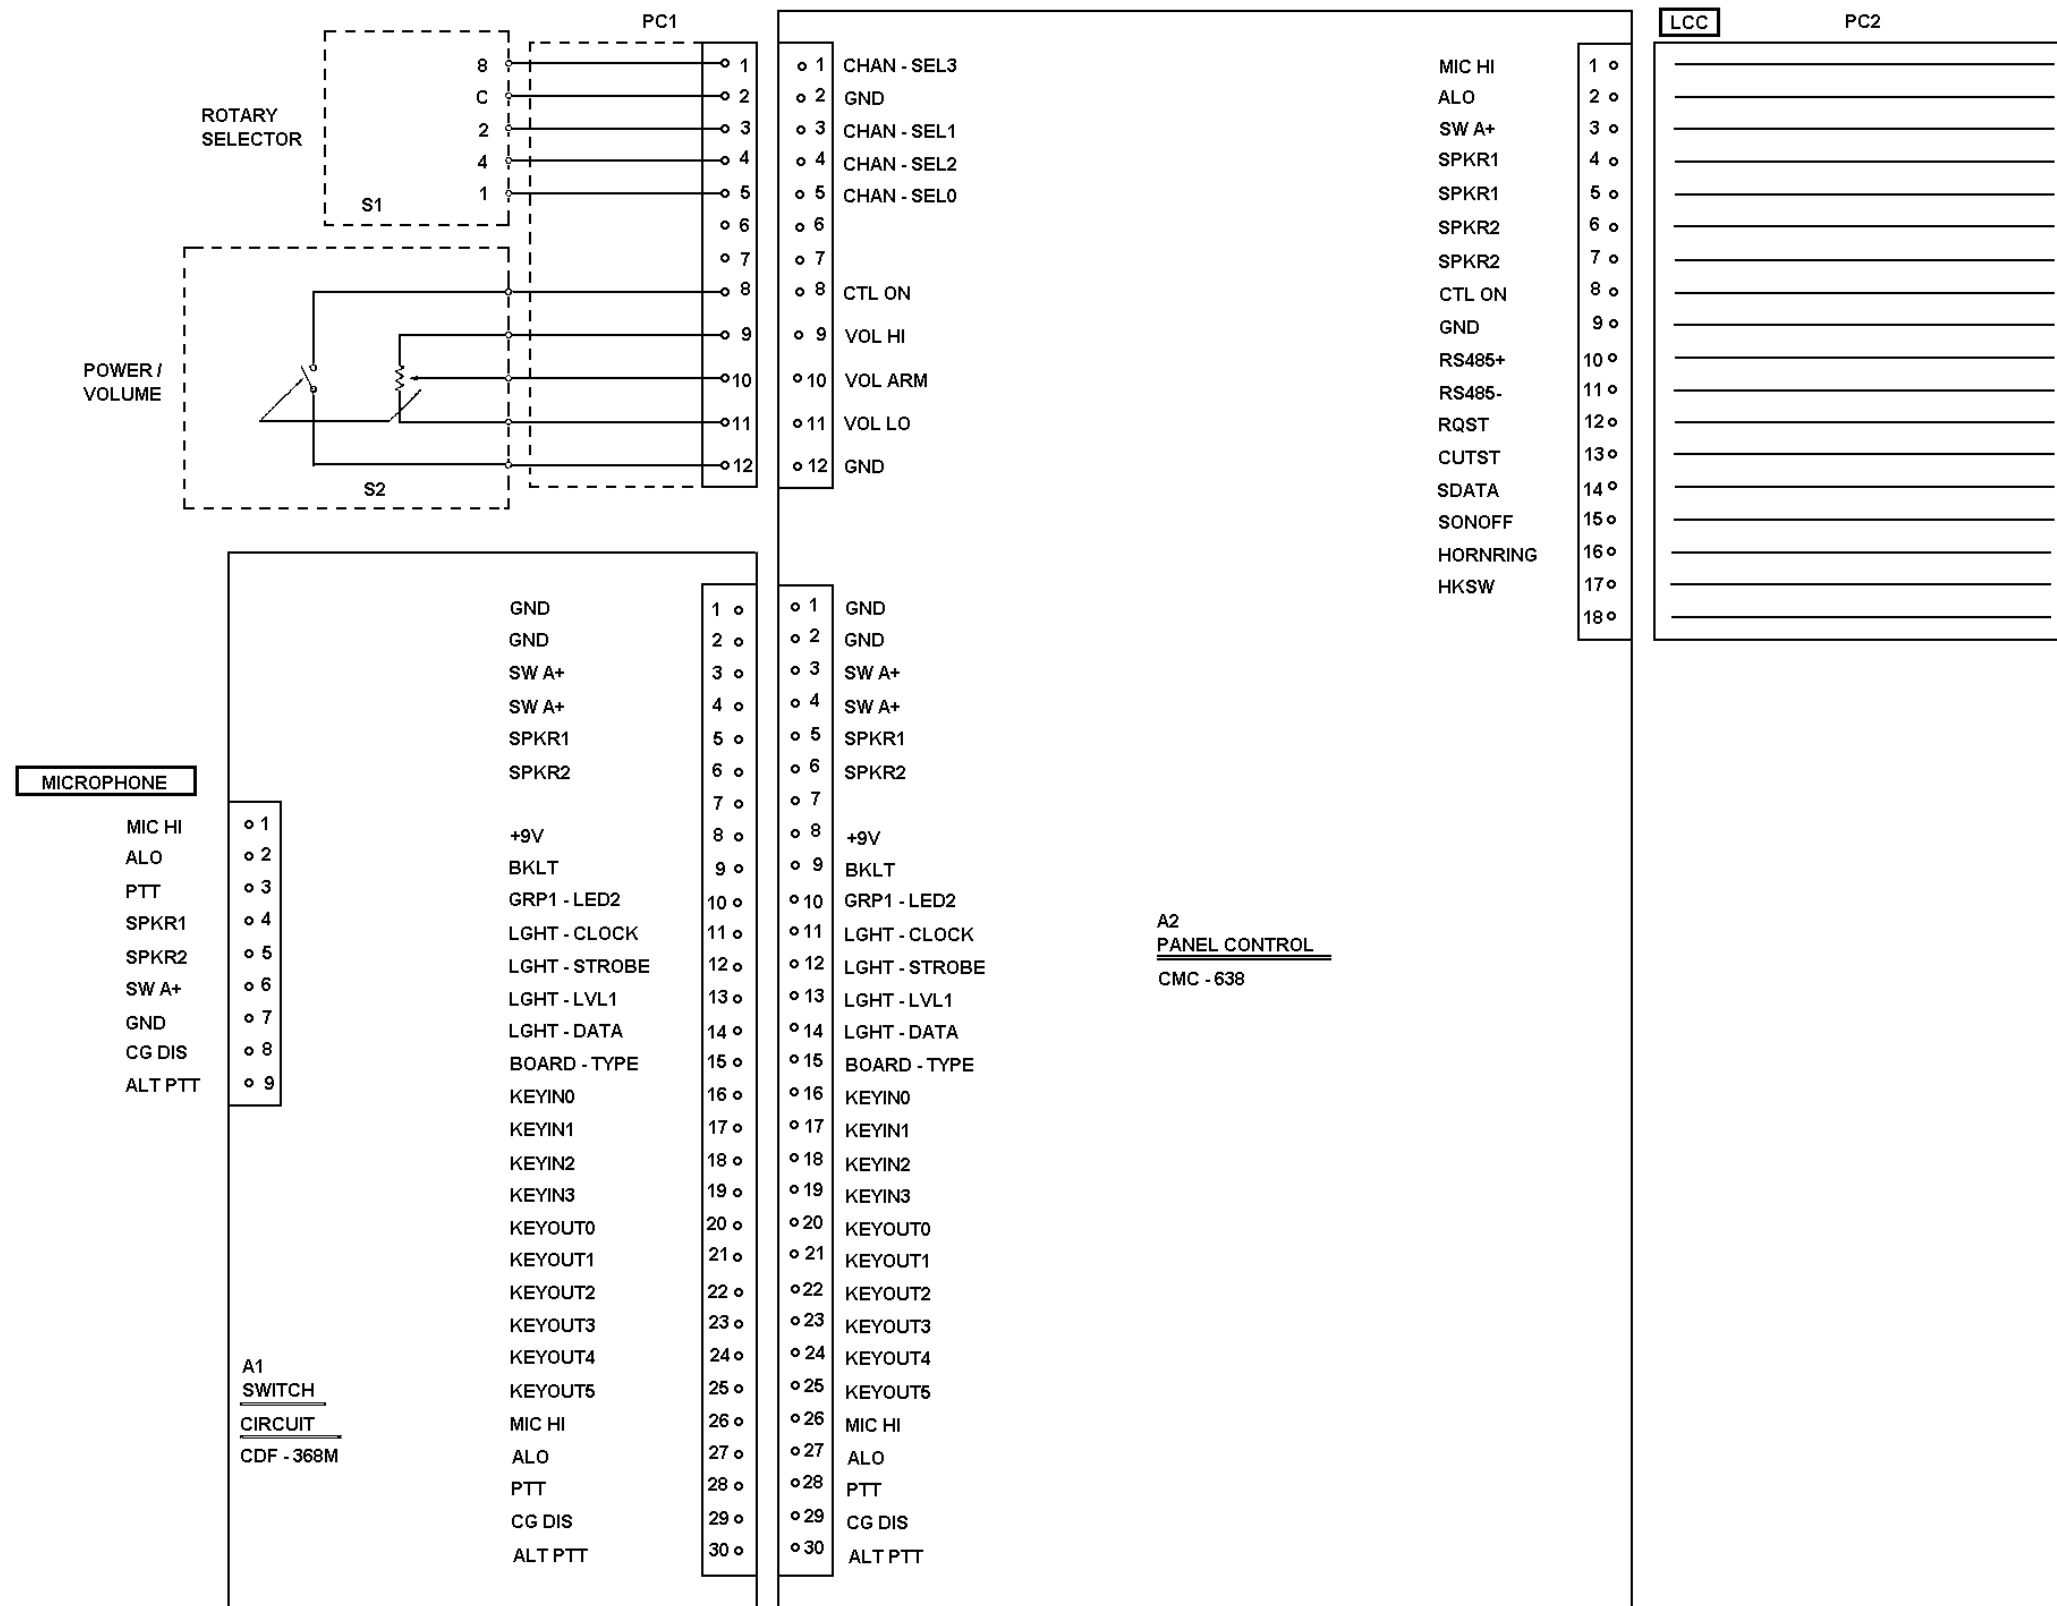 PC1
LCC PC2
ROTARY
SELECTOR
8
C
2
4
1
S1
1
2
3
4
5
6
7
8
9
10
11
12
POWER /
VOLUME
S2
1 CHAN - SEL3
2 GND
3 CHAN - SEL1
4 CHAN - SEL2
5 CHAN - SEL0
6
7
8 CTL ON
9 VOL HI
10 VOL ARM
11 VOL LO
12 GND
MIC HI 1
ALO 2
SW A+ 3
SPKR1 4
SPKR1 5
SPKR2 6
SPKR2 7
CTL ON 8
GND 9
RS485+ 10
RS485- 11
RQST 12
CUTST 13
SDATA 14
SONOFF 15
HORNRING 16
HKSW 17
18
MICROPHONE
MIC HI 1
ALO 2
PTT 3
SPKR1 4
SPKR2 5
SW A+ 6
GND 7
CG DIS 8
ALT PTT 9
A1
SWITCH
CIRCUIT
CDF - 368M
GND 1
GND 2
SW A+ 3
SW A+ 4
SPKR1 5
SPKR2 6
7
+9V 8
BKLT 9
GRP1 - LED2 10
LGHT - CLOCK 11
LGHT - STROBE 12
LGHT - LVL1 13
LGHT - DATA 14
BOARD - TYPE 15
KEYIN0 16
KEYIN1 17
KEYIN2 18
KEYIN3 19
KEYOUT0 20
KEYOUT1 21
KEYOUT2 22
KEYOUT3 23
KEYOUT4 24
KEYOUT5 25
MIC HI 26
ALO 27
PTT 28
CG DIS 29
ALT PTT 30
1 GND
2 GND
3 SW A+
4 SW A+
5 SPKR1
6 SPKR2
7
8 +9V
9 BKLT
10 GRP1 - LED2
11 LGHT - CLOCK
12 LGHT - STROBE
13 LGHT - LVL1
14 LGHT - DATA
15 BOARD - TYPE
16 KEYIN0
17 KEYIN1
18 KEYIN2
19 KEYIN3
20 KEYOUT0
21 KEYOUT1
22 KEYOUT2
23 KEYOUT3
24 KEYOUT4
25 KEYOUT5
26 MIC HI
27 ALO
28 PTT
29 CG DIS
30 ALT PTT
A2
PANEL CONTROL
CMC - 638